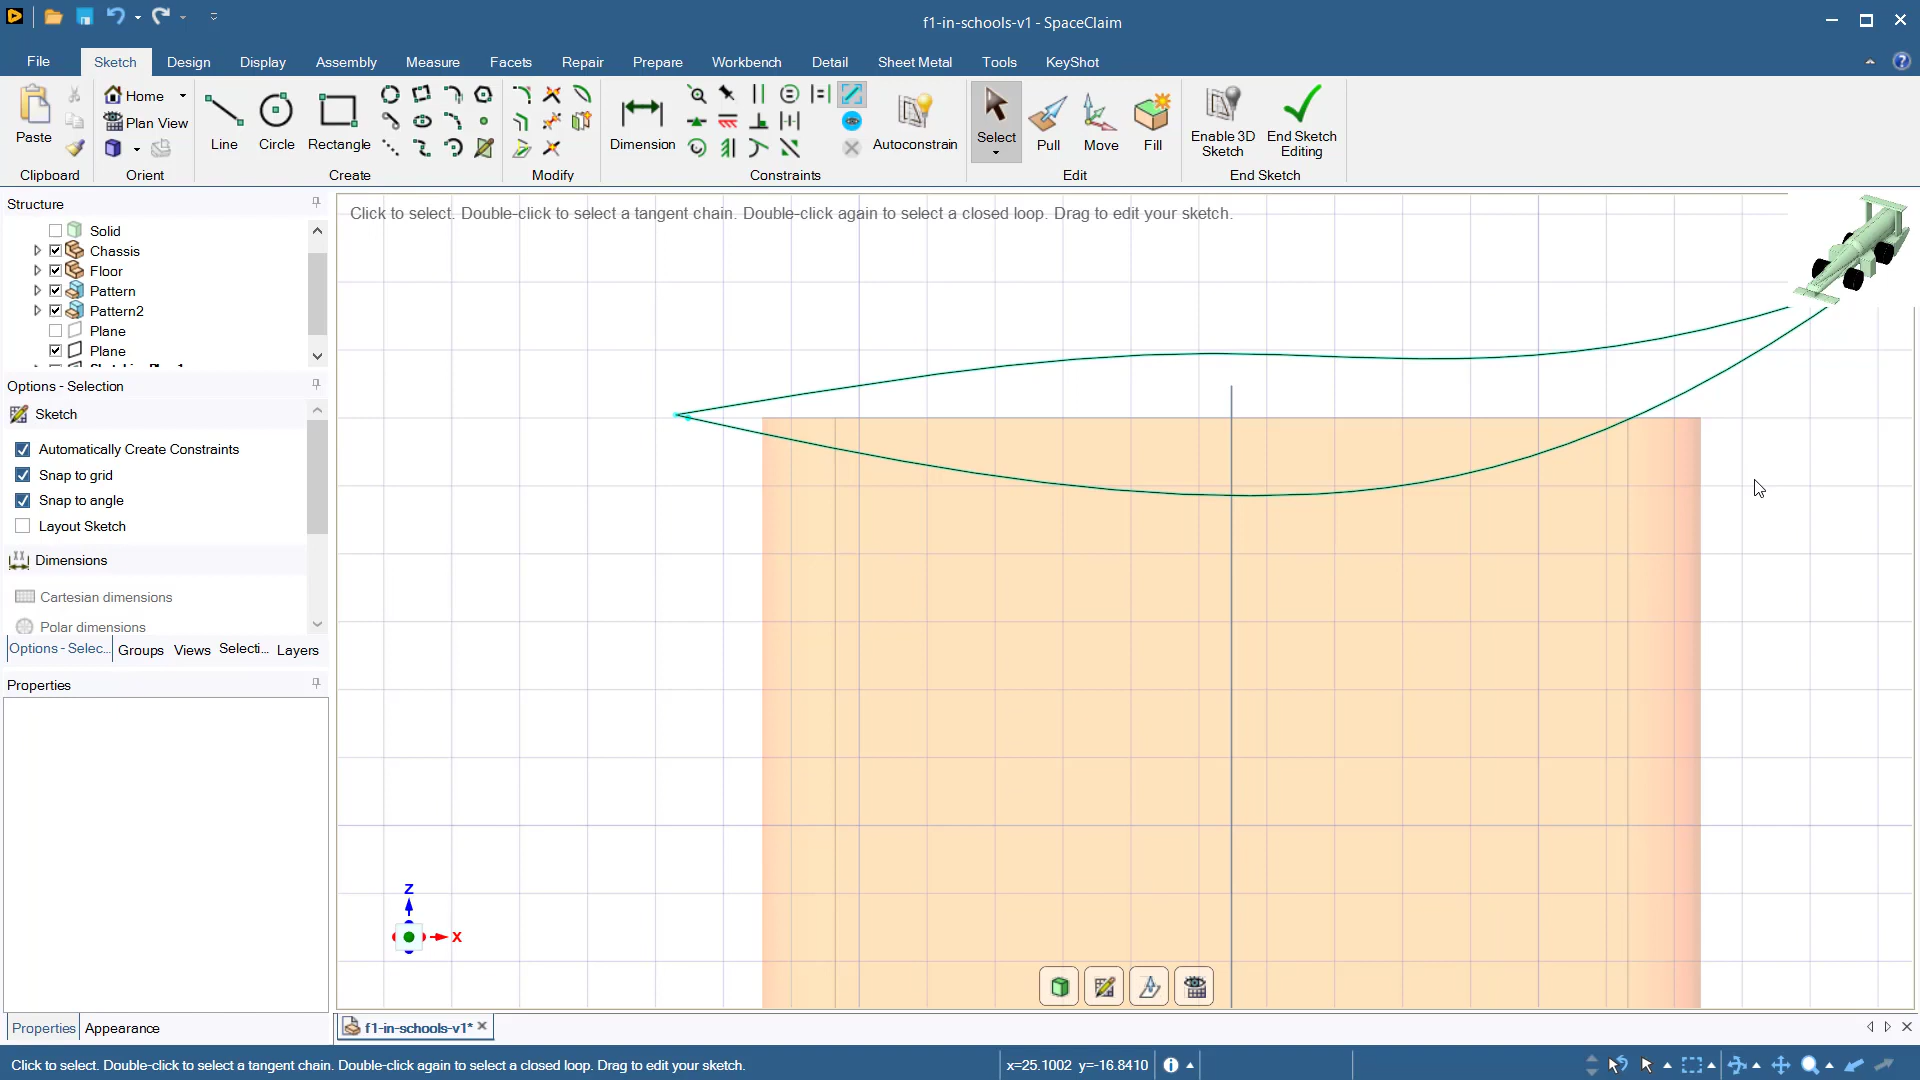 f1-in-schools-v1 - SpaceClaim
File
Sketch
Design
Display
Assembly
Measure
Facets
Repair
Prepare
Workbench
Detail
Sheet Metal
Tools
KeyShot
Paste
Home
Plan View
Line
Circle
Rectangle
Dimension
Autoconstrain
Select
Pull
Move
Fill
Enable 3D
Sketch
End Sketch
Editing
Clipboard
Orient
Create
Modify
Constraints
Edit
End Sketch
Structure
Solid
Chassis
Floor
Pattern
Pattern2
Plane
Plane
Options - Selection
Sketch
Automatically Create Constraints
Snap to grid
Snap to angle
Layout Sketch
Dimensions
Cartesian dimensions
Polar dimensions
Options - Selec...
Groups
Views
Selecti...
Layers
Properties
Properties
Appearance
Click to select. Double-click to select a tangent chain. Double-click again to select a closed loop. Drag to edit your sketch.
Z
X
f1-in-schools-v1*
Click to select. Double-click to select a tangent chain. Double-click again to select a closed loop. Drag to edit your sketch.
x=25.1002 y=-16.8410